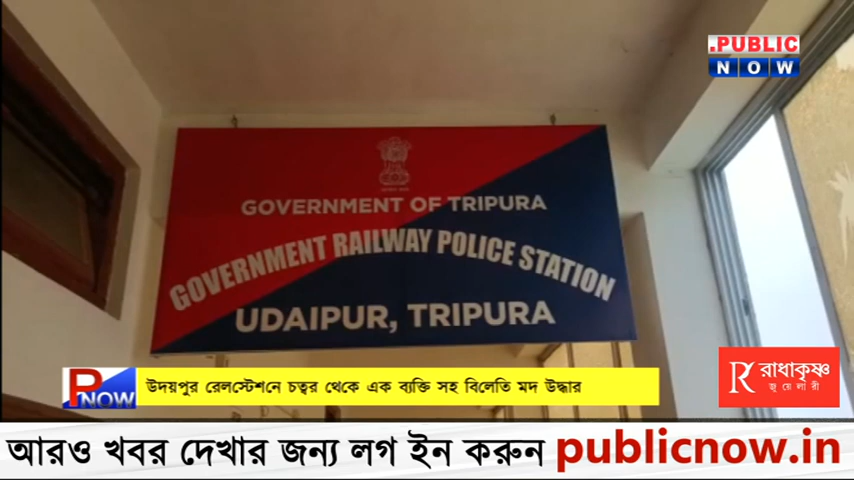 .PUBLIC
NOW
GOVERNMENT OF TRIPURA
GOVERNMENT RAILWAY POLICE STATION
UDAIPUR, TRIPURA
P NOW
উদয়পুর রেলস্টেশনে চত্বর থেকে এক ব্যক্তি সহ বিলেতি মদ উদ্ধার
R
রাধাকৃষ্ণ
জুয়েলারী
আরও খবর দেখার জন্য লগ ইন করুন publicnow.in